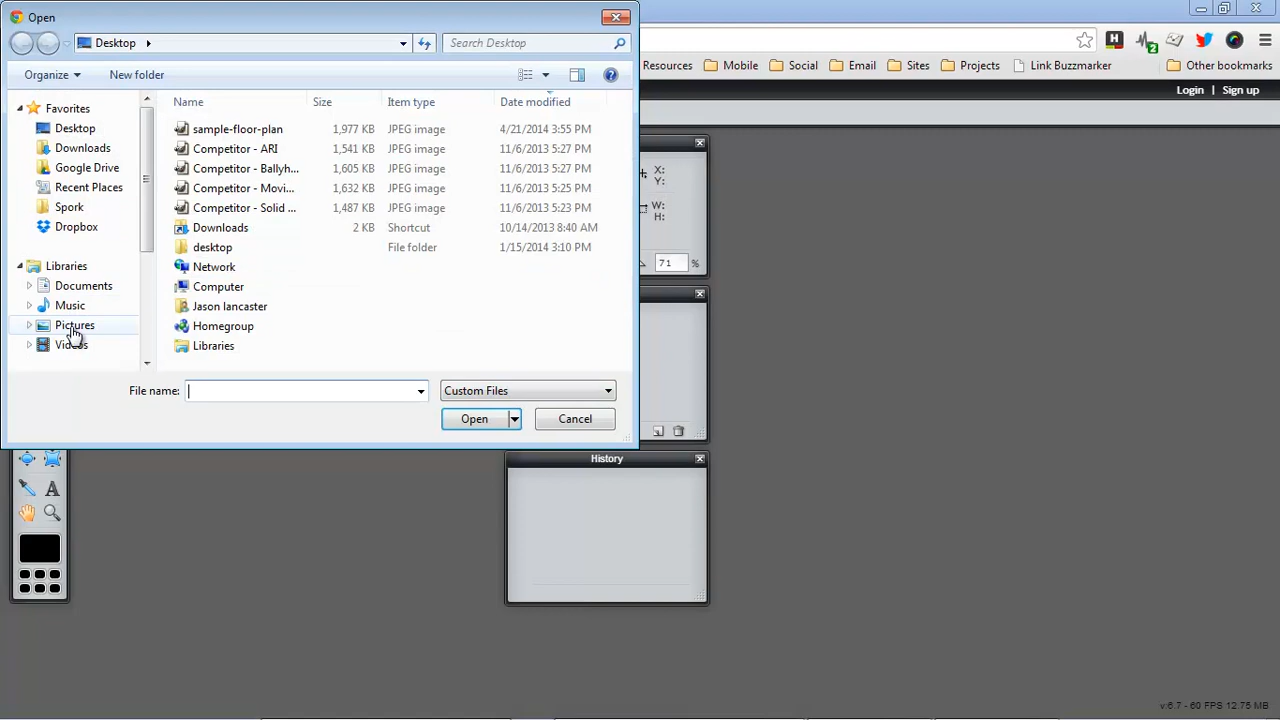 Open
Desktop
Search Desktop
Organize
New folder
Resources
Mobile
Social
Email
Sites
Projects
Link Buzzmarker
Other bookmarks
Login | Sign up
Favorites
Desktop
Downloads
Google Drive
Recent Places
Spork
Dropbox
Libraries
Documents
Music
Pictures
Videos
Name Size Item type Date modified
sample-floor-plan 1,977 KB JPEG image 4/21/2014 3:55 PM
Competitor - ARI 1,541 KB JPEG image 11/6/2013 5:27 PM
Competitor - Ballyh... 1,605 KB JPEG image 11/6/2013 5:27 PM
Competitor - Movi... 1,632 KB JPEG image 11/6/2013 5:25 PM
Competitor - Solid ... 1,487 KB JPEG image 11/6/2013 5:23 PM
Downloads 2 KB Shortcut 10/14/2013 8:40 AM
desktop File folder 1/15/2014 3:10 PM
Network
Computer
Jason lancaster
Homegroup
Libraries
File name:
Custom Files
Open
Cancel
X:
Y:
W:
H:
71 %
History
v:6.7 - 60 FPS 12.75 MB